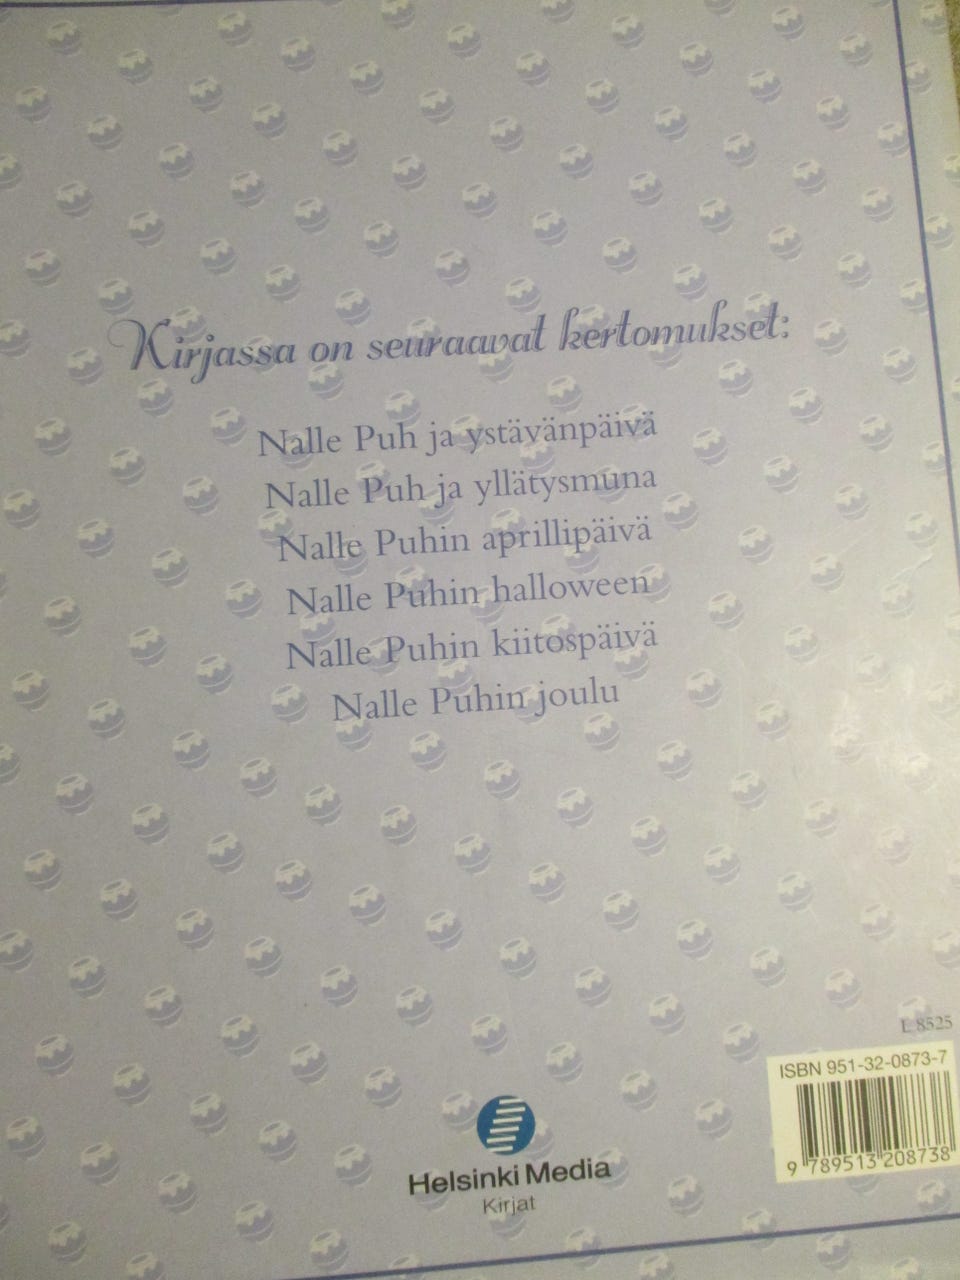 Kirjassa on seuraavat kertomukset:
Nalle Puh ja ystävänpäivä
Nalle Puh ja yllätysmuna
Nalle Puhin aprillipäivä
Nalle Puhin halloween
Nalle Puhin kiitospäivä
Nalle Puhin joulu
L 8525
ISBN 951-32-0873-7
9 789513 208738
Helsinki Media
Kirjat